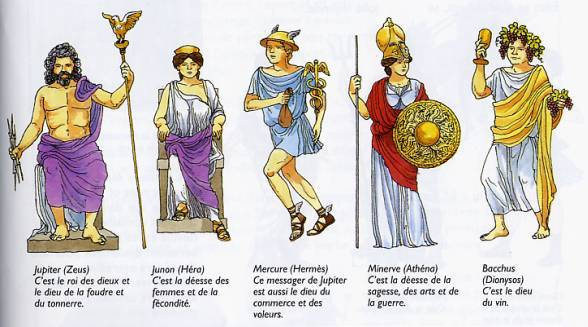 Jupiter (Zeus)
C'est le roi des dieux et
le dieu de la foudre et
du tonnerre.
Junon (Héra)
C'est la déesse des
femmes et de la
fécondité.
Mercure (Hermès)
Ce messager de Jupiter
est aussi le dieu du
commerce et des
voleurs.
Minerve (Athéna)
C'est la déesse de la
sagesse, des arts et de
la guerre.
Bacchus
(Dionysos)
C'est le dieu
du vin.